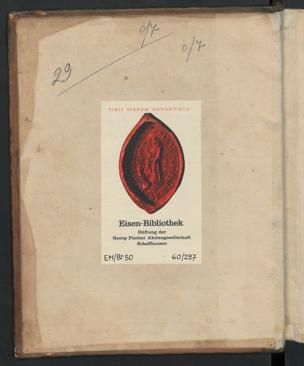 0/7
0/7
29
VIRIS FERRUM DONANTIBUS
Eisen-Bibliothek
Stiftung der
Georg Fischer Aktiengesellschaft
Schaffhausen
EM/Bf 50 60/297